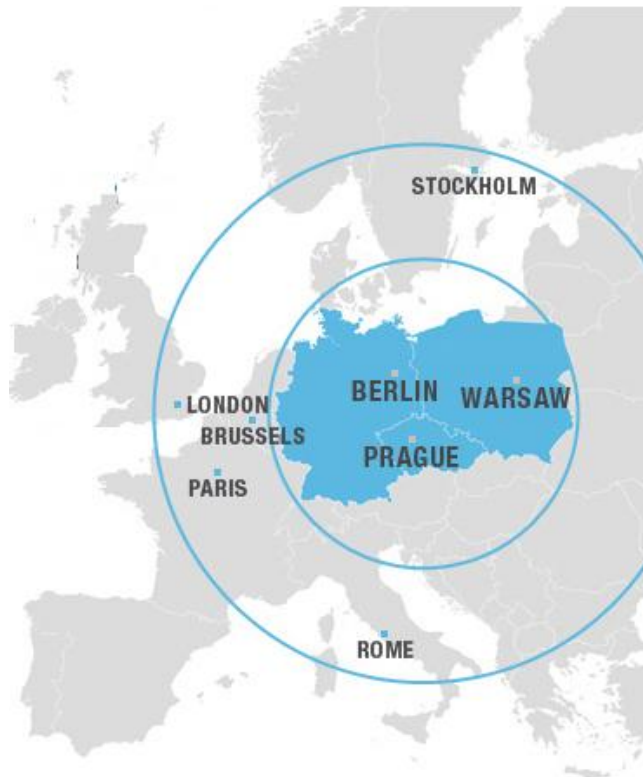 STOCKHOLM
BERLIN
WARSAW
LONDON
BRUSSELS
PRAGUE
PARIS
ROME